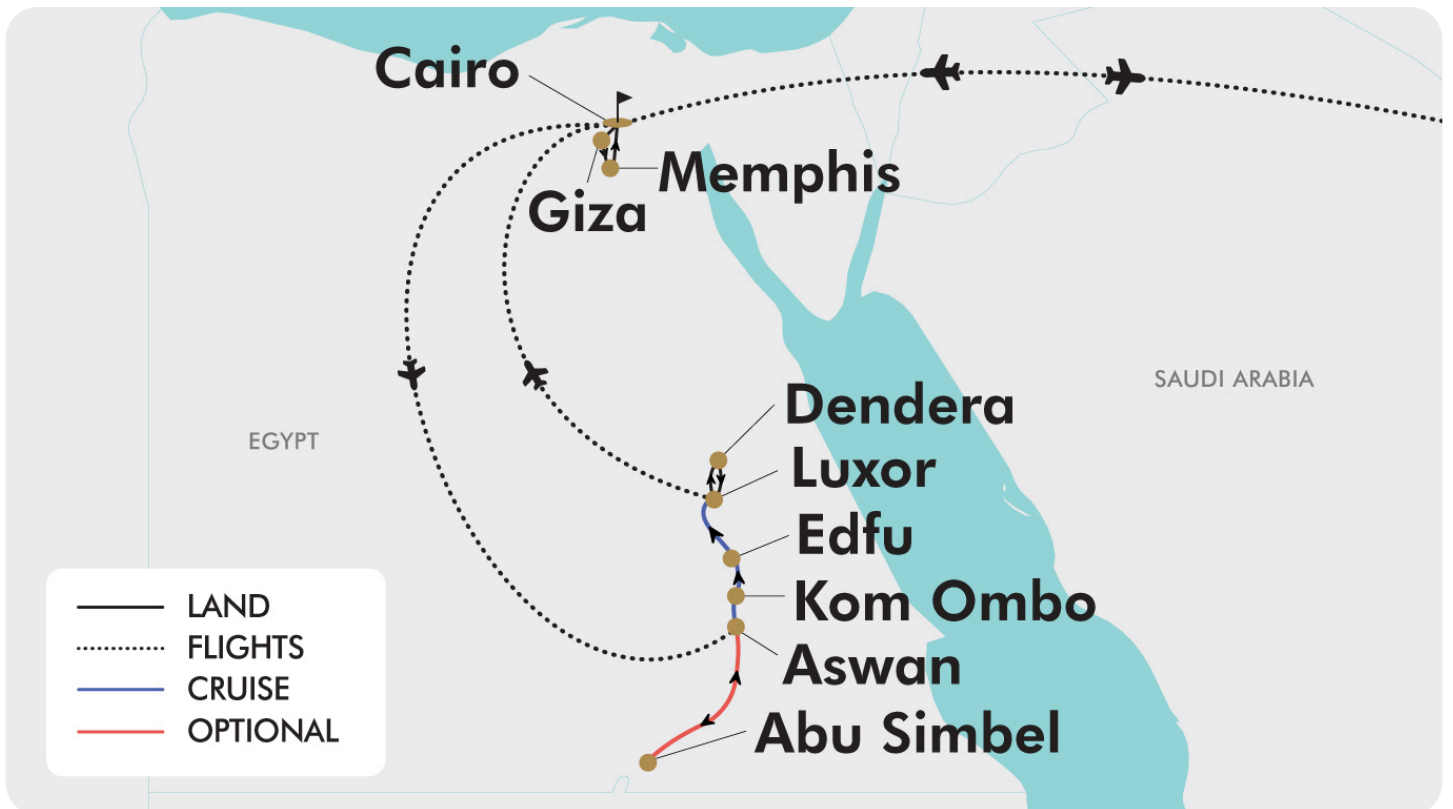 Cairo
Memphis
Giza
SAUDI ARABIA
Dendera
EGYPT
Luxor
Edfu
Kom Ombo
Aswan
Abu Simbel
LAND
FLIGHTS
CRUISE
OPTIONAL